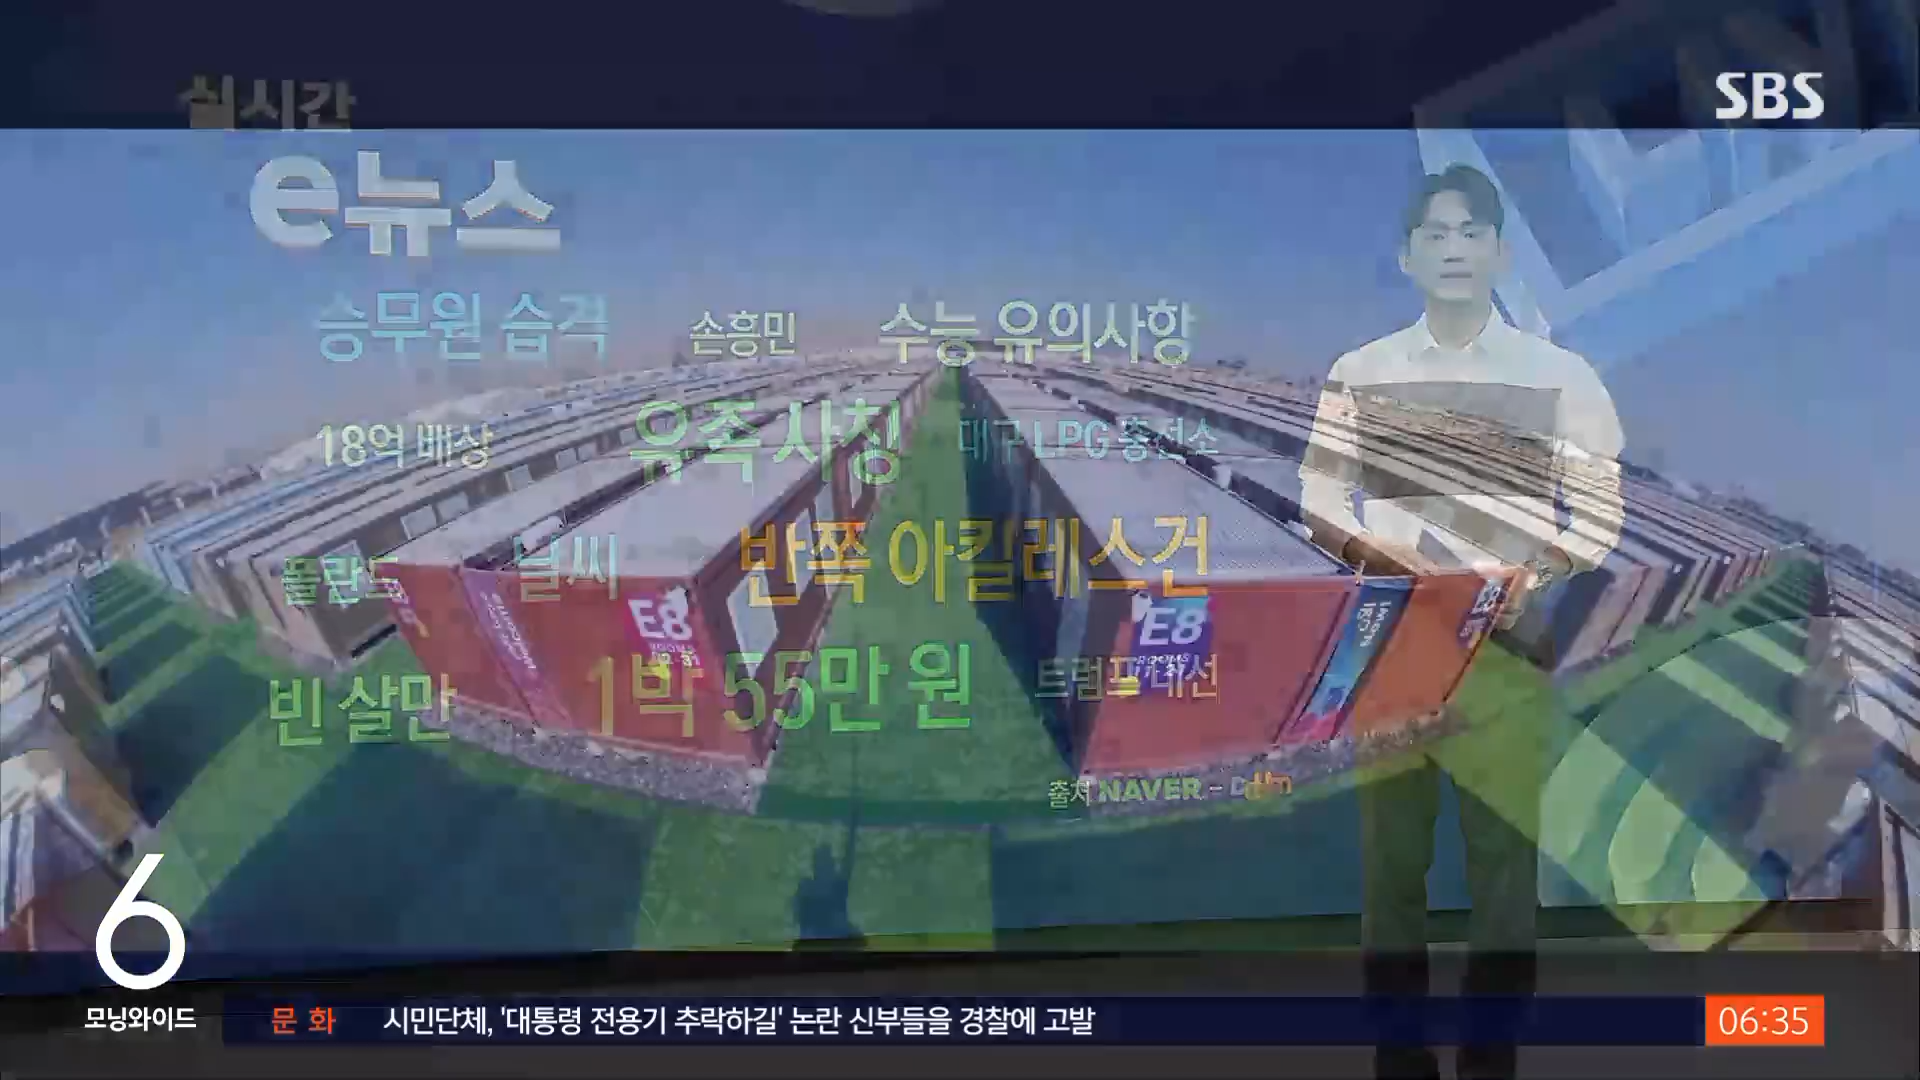 실시간
SBS
e뉴스
승무원 습격 손흥민 수능 유의사항
18억 배상 유족 사칭 대구 LPG 충전소
폴란드 날씨 반쪽 아킬레스건
E8
E8
E8
ROOMS
빈 살만 1박 55만 원 트럼프 대선
출처 NAVER
6
모닝와이드
문화 시민단체, '대통령 전용기 추락하길' 논란 신부들을 경찰에 고발
06:35